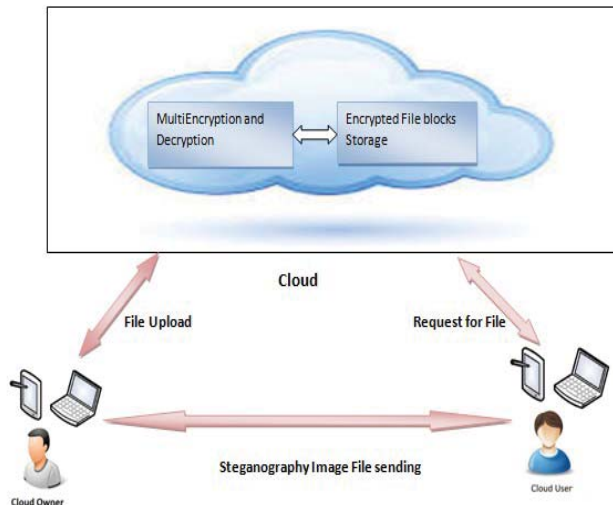 MultiEncryption and
Decryption
Encrypted File blocks
Storage
Cloud
File Upload
Request for File
Steganography Image File sending
Cloud Owner
Cloud User